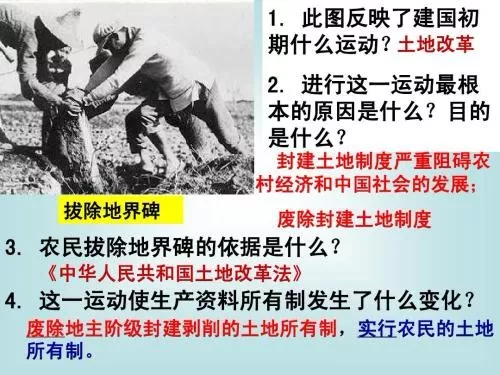 1. 此图反映了建国初
期什么运动？土地改革
2. 进行这一运动最根
本的原因是什么？目的
是什么？
封建土地制度严重阻碍农
村经济和中国社会的发展；
废除封建土地制度
拔除地界碑
3. 农民拔除地界碑的依据是什么？
《中华人民共和国土地改革法》
4. 这一运动使生产资料所有制发生了什么变化？
废除地主阶级封建剥削的土地所有制，实行农民的土地
所有制。